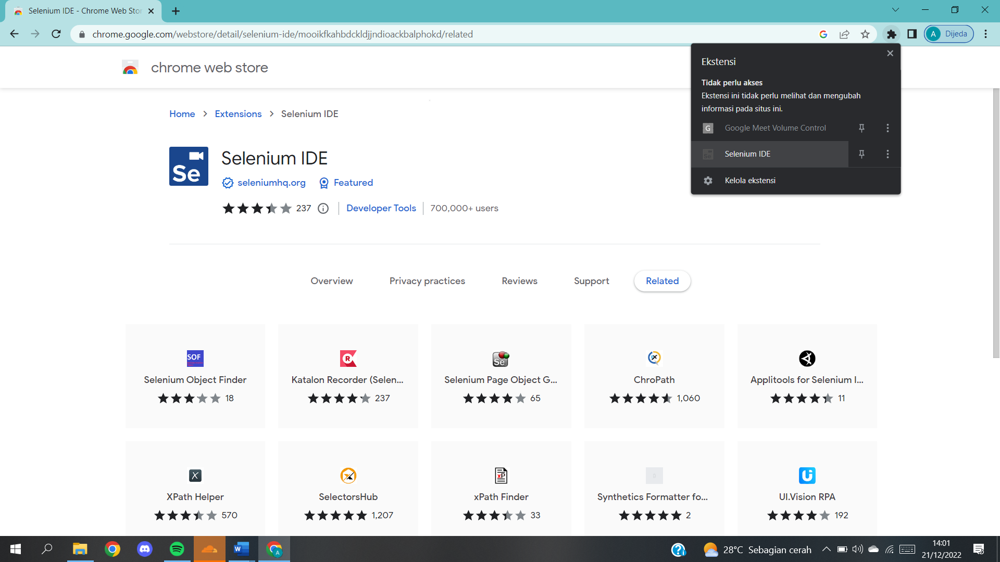 Selenium IDE - Chrome Web Stor
chrome.google.com/webstore/detail/selenium-ide/mooikfkahbdckldjjndioackbalphokd/related
A Dijeda
chrome web store
Ekstensi
Tidak perlu akses
Ekstensi ini tidak perlu melihat dan mengubah
informasi pada situs ini.
G Google Meet Volume Control
Se Selenium IDE
Kelola ekstensi
Home > Extensions > Selenium IDE
Se
Selenium IDE
seleniumhq.org Featured
237 Developer Tools 700,000+ users
Overview Privacy practices Reviews Support Related
SOF
Selenium Object Finder
18
R
Katalon Recorder (Selen...
237
Se
Selenium Page Object G...
65
ChroPath
1,060
Applitools for Selenium I...
11
X
XPath Helper
570
SelectorsHub
1,207
xP
xPath Finder
33
Synthetics Formatter fo...
2
Ui
UI.Vision RPA
192
28°C Sebagian cerah
14:01
21/12/2022